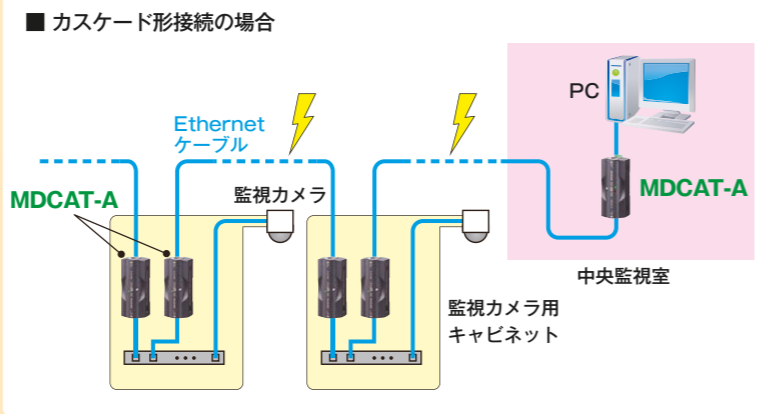 ■ カスケード形接続の場合
PC
Ethernet
ケーブル
MDCAT-A
監視カメラ
MDCAT-A
中央監視室
監視カメラ用
キャビネット